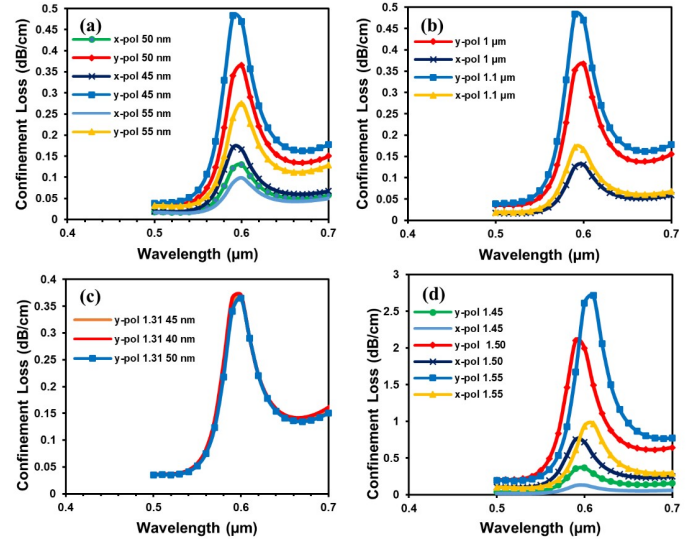 (a)
Confinement Loss (dB/cm)
0.5
0.45
0.4
0.35
0.3
0.25
0.2
0.15
0.1
0.05
0
x-pol 50 nm
y-pol 50 nm
x-pol 45 nm
y-pol 45 nm
x-pol 55 nm
y-pol 55 nm
0.4
0.5
0.6
0.7
Wavelength (µm)
(b)
Confinement Loss (dB/cm)
0.5
0.45
0.4
0.35
0.3
0.25
0.2
0.15
0.1
0.05
0
y-pol 1 µm
x-pol 1 µm
y-pol 1.1 µm
x-pol 1.1 µm
0.4
0.5
0.6
0.7
Wavelength (µm)
(c)
Confinement Loss (dB/cm)
0.4
0.35
0.3
0.25
0.2
0.15
0.1
0.05
0
y-pol 1.31 45 nm
y-pol 1.31 40 nm
y-pol 1.31 50 nm
0.4
0.5
0.6
0.7
Wavelength (µm)
(d)
Confinement Loss (dB/cm)
3
2.5
2
1.5
1
0.5
0
y-pol 1.45
x-pol 1.45
y-pol 1.50
x-pol 1.50
y-pol 1.55
x-pol 1.55
0.4
0.5
0.6
0.7
Wavelength (µm)